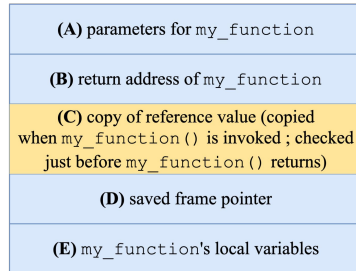 (A) parameters for my_function
(B) return address of my_function
(C) copy of reference value (copied
when my_function() is invoked ; checked
just before my_function() returns)
(D) saved frame pointer
(E) my_function's local variables